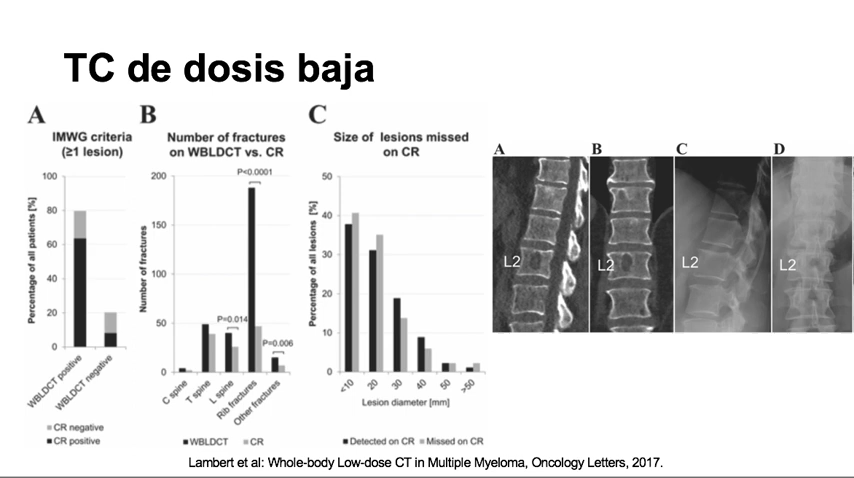 TC de dosis baja
A
IMWG criteria
(≥1 lesion)
Percentage of all patients [%]
100
80
60
40
20
0
WBLDCT positive
WBLDCT negative
CR negative
CR positive
B
Number of fractures
on WBLDCT vs. CR
Number of fractures
200
150
100
50
0
P<0.0001
P=0.014
P=0.006
C spine
T spine
L spine
Rib fractures
Other fractures
WBLDCT
CR
C
Size of lesions missed
on CR
Percentage of all lesions [%]
50
40
30
20
10
0
<10
20
30
40
50
>50
Lesion diameter [mm]
Detected on CR
Missed on CR
A
L2
B
L2
C
L2
D
L2
Lambert et al: Whole-body Low-dose CT in Multiple Myeloma, Oncology Letters, 2017.